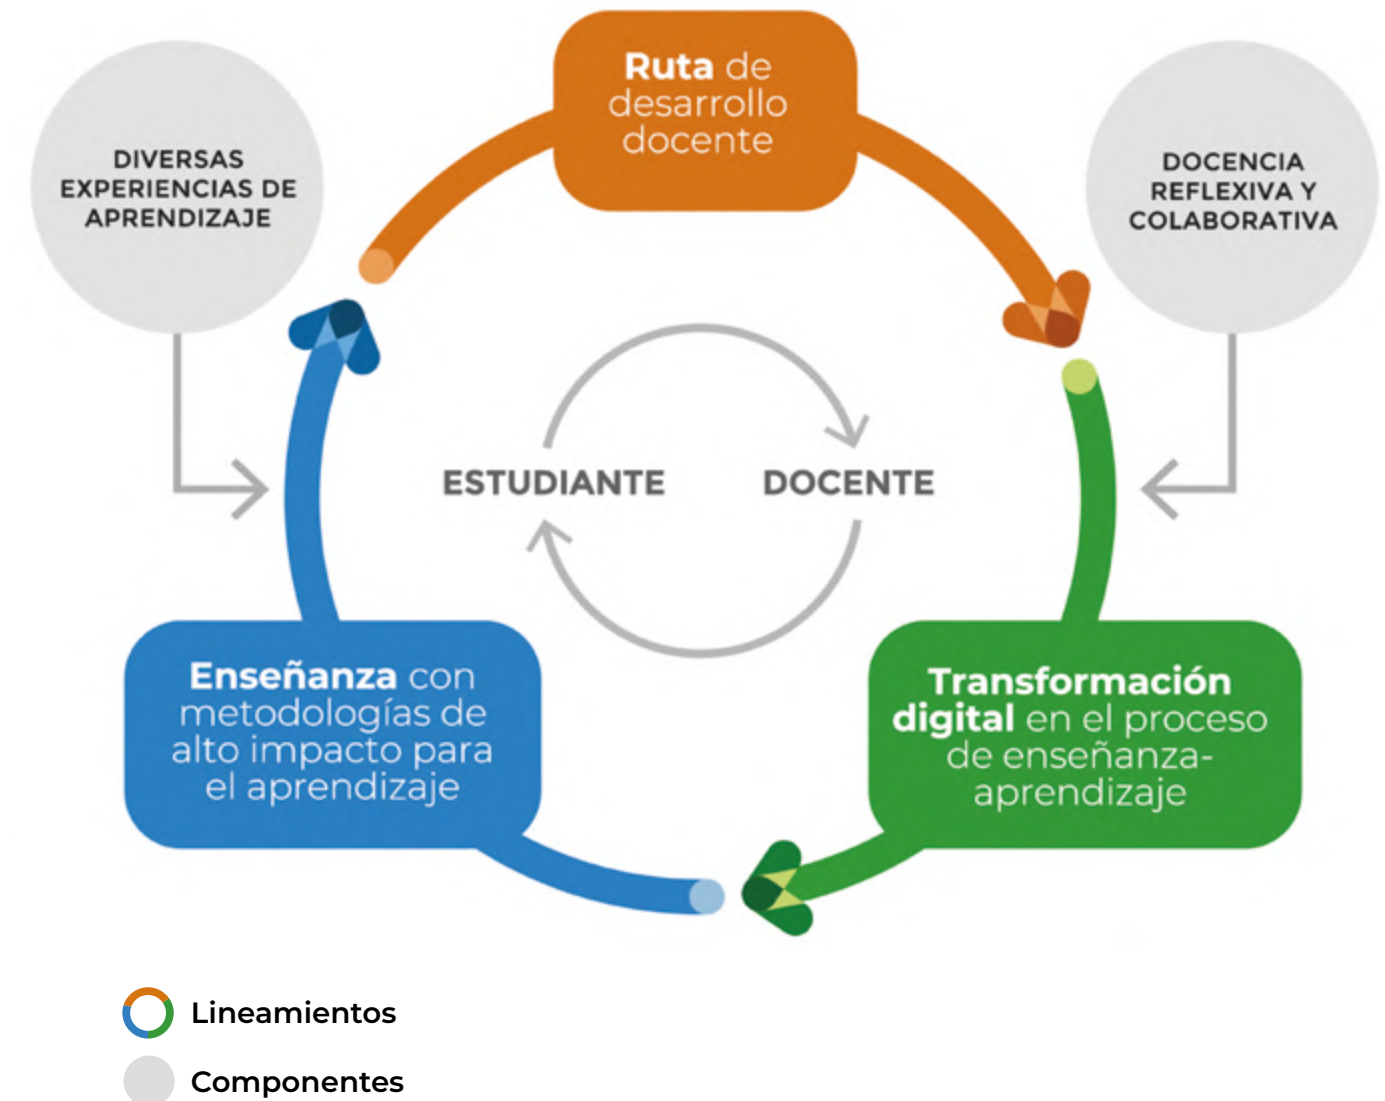 Ruta de
desarrollo
docente
DIVERSAS
EXPERIENCIAS DE
APRENDIZAJE
DOCENCIA
REFLEXIVA Y
COLABORATIVA
ESTUDIANTE
DOCENTE
Enseñanza con
metodologías de
alto impacto para
el aprendizaje
Transformación
digital en el proceso
de enseñanza-
aprendizaje
Lineamientos
Componentes